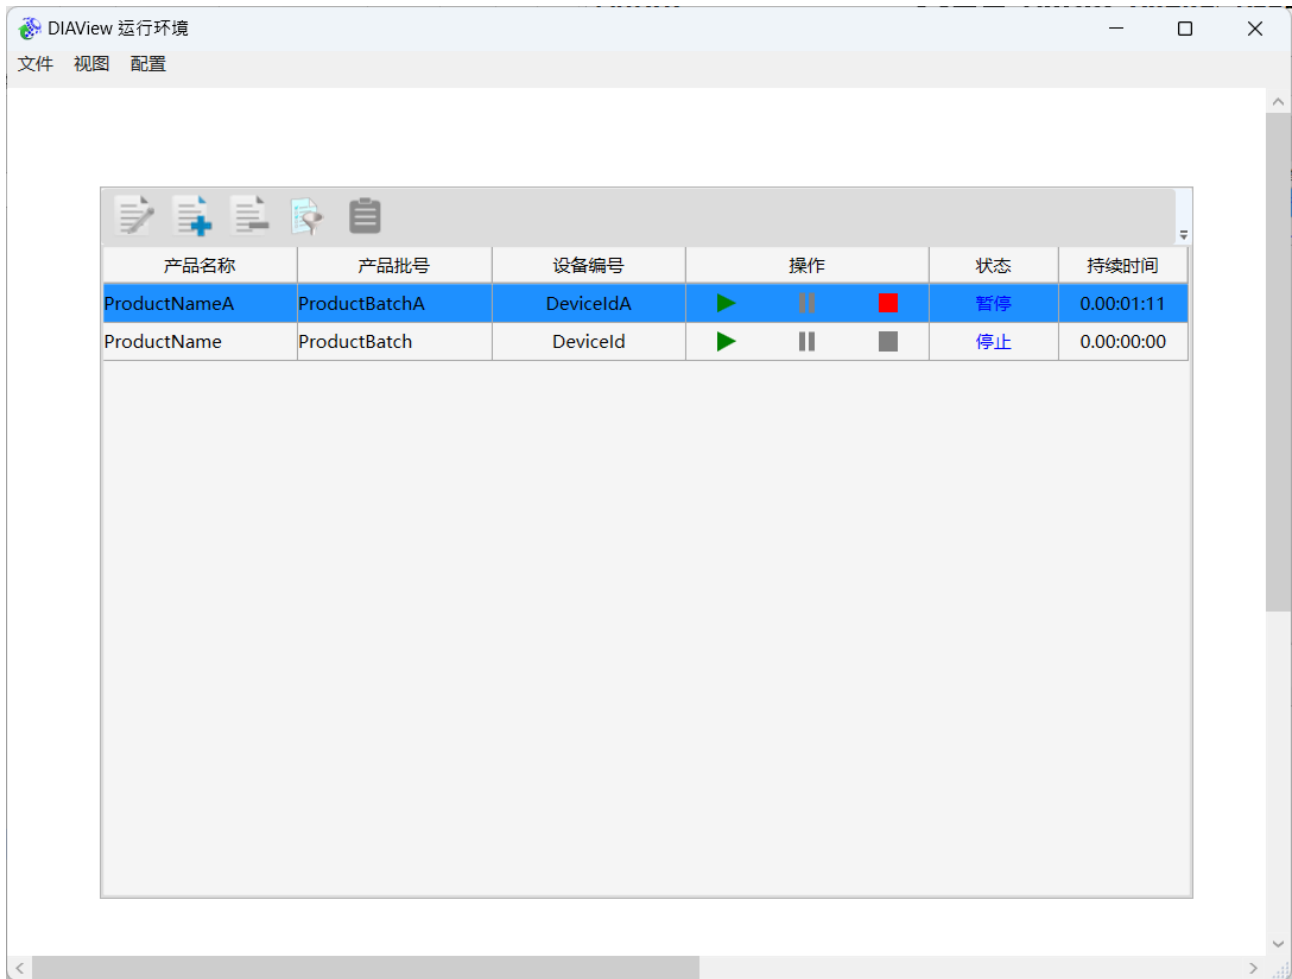 DIAView 运行环境
文件 视图 配置
产品名称 产品批号 设备编号 操作 状态 持续时间
ProductNameA ProductBatchA DeviceIdA 暂停 0.00:01:11
ProductName ProductBatch DeviceId 停止 0.00:00:00